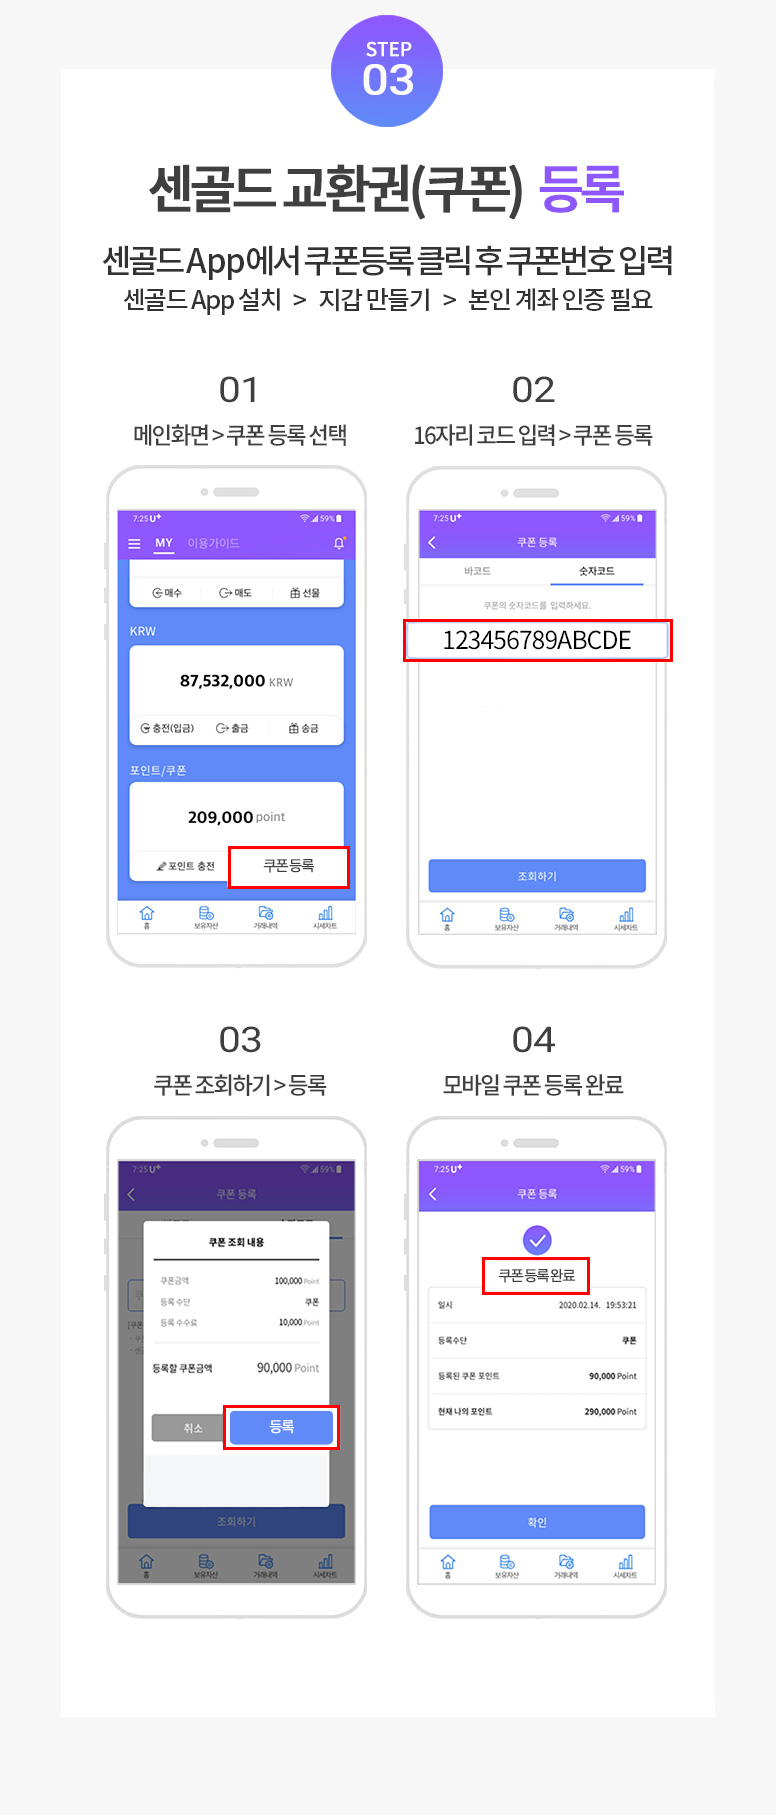 STEP
03
센골드 교환권(쿠폰) 등록
센골드 App에서 쿠폰등록 클릭 후 쿠폰번호 입력
센골드 App 설치 > 지갑 만들기 > 본인 계좌 인증 필요
01
메인화면 > 쿠폰 등록 선택
7:25 U+ 59%
MY 이용가이드
매수 매도 선물
KRW
87,532,000 KRW
충전(입금) 출금 송금
포인트/쿠폰
209,000 point
포인트 충전 쿠폰등록
홈 보유자산 거래내역 시세차트
02
16자리 코드 입력 > 쿠폰 등록
7:25 U+ 59%
쿠폰 등록
바코드 숫자코드
쿠폰의 숫자코드를 입력하세요.
123456789ABCDE
조회하기
홈 보유자산 거래내역 시세차트
03
쿠폰 조회하기 > 등록
7:25 U+ 59%
쿠폰 등록
쿠폰 조회 내용
쿠폰금액 100,000 Point
등록 수단 쿠폰
등록 수수료 10,000 Point
등록할 쿠폰금액 90,000 Point
취소 등록
조회하기
홈 보유자산 거래내역 시세차트
04
모바일 쿠폰 등록 완료
7:25 U+ 59%
쿠폰 등록
쿠폰등록완료
일시 2020.02.14. 19:53:21
등록수단 쿠폰
등록된 쿠폰 포인트 90,000 Point
현재 나의 포인트 290,000 Point
확인
홈 보유자산 거래내역 시세차트